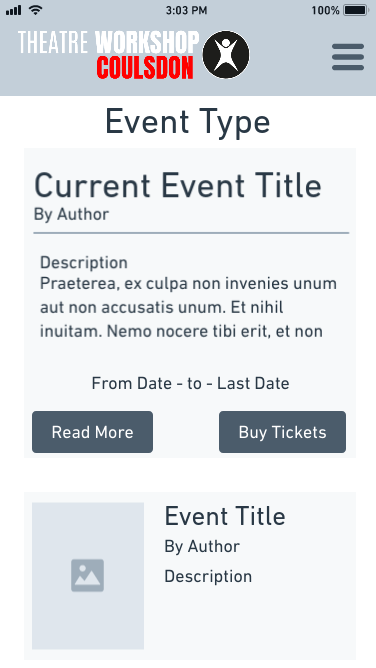 3:03 PM
100%
THEATRE WORKSHOP
COULSDON
Event Type
Current Event Title
By Author
Description
Praeterea, ex culpa non invenies unum
aut non accusatis unum. Et nihil
inuitam. Nemo nocere tibi erit, et non
From Date - to - Last Date
Read More
Buy Tickets
Event Title
By Author
Description